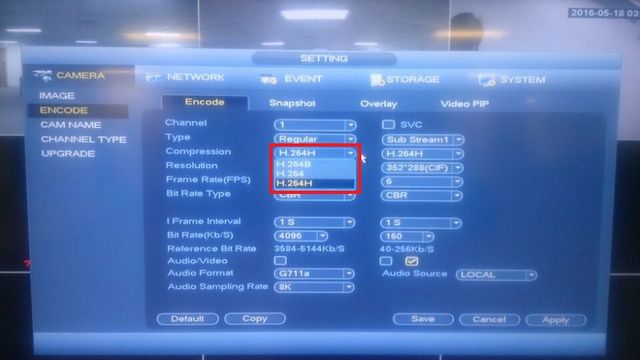 2016-05-18 03:
SETTING
CAMERA NETWORK EVENT STORAGE SYSTEM
IMAGE
ENCODE
CAM NAME
CHANNEL TYPE
UPGRADE
Encode Snapshot Overlay Video PIP
Channel 1 SVC
Type Regular Sub Stream1
Compression H.264H H.264H
H.264B
Resolution 352*288(CIF)
H.264
Frame Rate(FPS) H.264H 6
Bit Rate Type CBR CBR
I Frame Interval 1 S 1 S
Bit Rate(Kb/S) 4096 160
Reference Bit Rate 3584-6144Kb/S 40-256Kb/S
Audio/Video
Audio Format G711a Audio Source LOCAL
Audio Sampling Rate 8K
Default Copy Save Cancel Apply